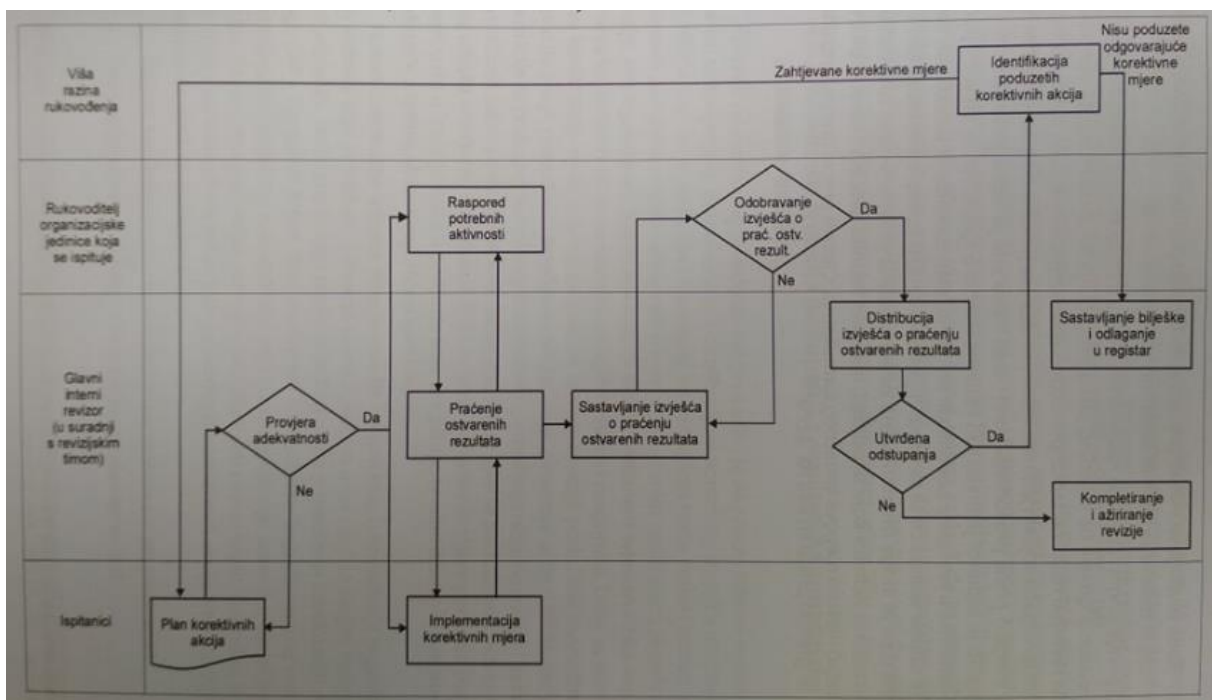 Nisu poduzete
odgovarajuće
korektivne
mjere
Viša
razina
rukovođenja
Zahtjevane korektivne mjere
Identifikacija
poduzetih
korektivnih akcija
Rukovoditelj
organizacijske
jedinice koja
se ispituje
Raspored
potrebnih
aktivnosti
Odobravanje
izvješća o
prać. ostv.
rezult.
Da
Ne
Glavni
interni
revizor
(u suradnji
s revizijskim
timom)
Provjera
adekvatnosti
Da
Ne
Praćenje
ostvarenih
rezultata
Sastavljanje izvješća
o praćenju
ostvarenih rezultata
Distribucija
izvješća o praćenju
ostvarenih rezultata
Sastavljanje bilješke
i odlaganje
u registar
Utvrđena
odstupanja
Da
Ne
Kompletiranje
i ažiriranje
revizije
Ispitanici
Plan korektivnih
akcija
Implementacija
korektivnih mjera